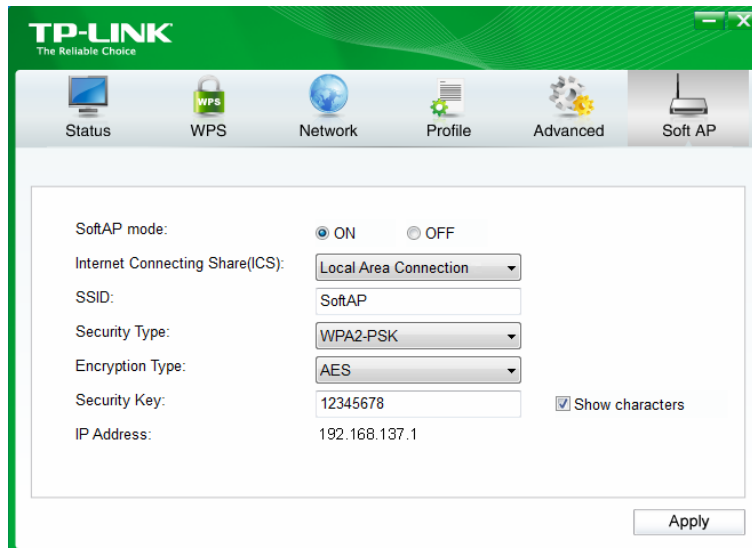 TP-LINK
The Reliable Choice
WPS
Status WPS Network Profile Advanced Soft AP
SoftAP mode: ON OFF
Internet Connecting Share(ICS): Local Area Connection
SSID: SoftAP
Security Type: WPA2-PSK
Encryption Type: AES
Security Key: 12345678 Show characters
IP Address: 192.168.137.1
Apply